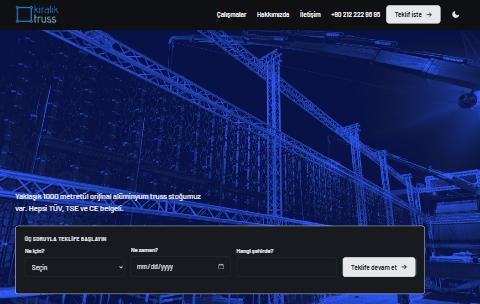 kiralık
truss
Çalışmalar Hakkımızda İletişim +90 212 222 95 95 Teklif iste →
Yaklaşık 1000 metretül orijinal alüminyum truss stoğumuz
var. Hepsi TÜV, TSE ve CE belgeli.
ÜÇ SORUYLA TEKLİFE BAŞLAYIN
Ne için? Ne zaman? Hangi şehirde?
Seçin mm/dd/yyyy Teklife devam et →